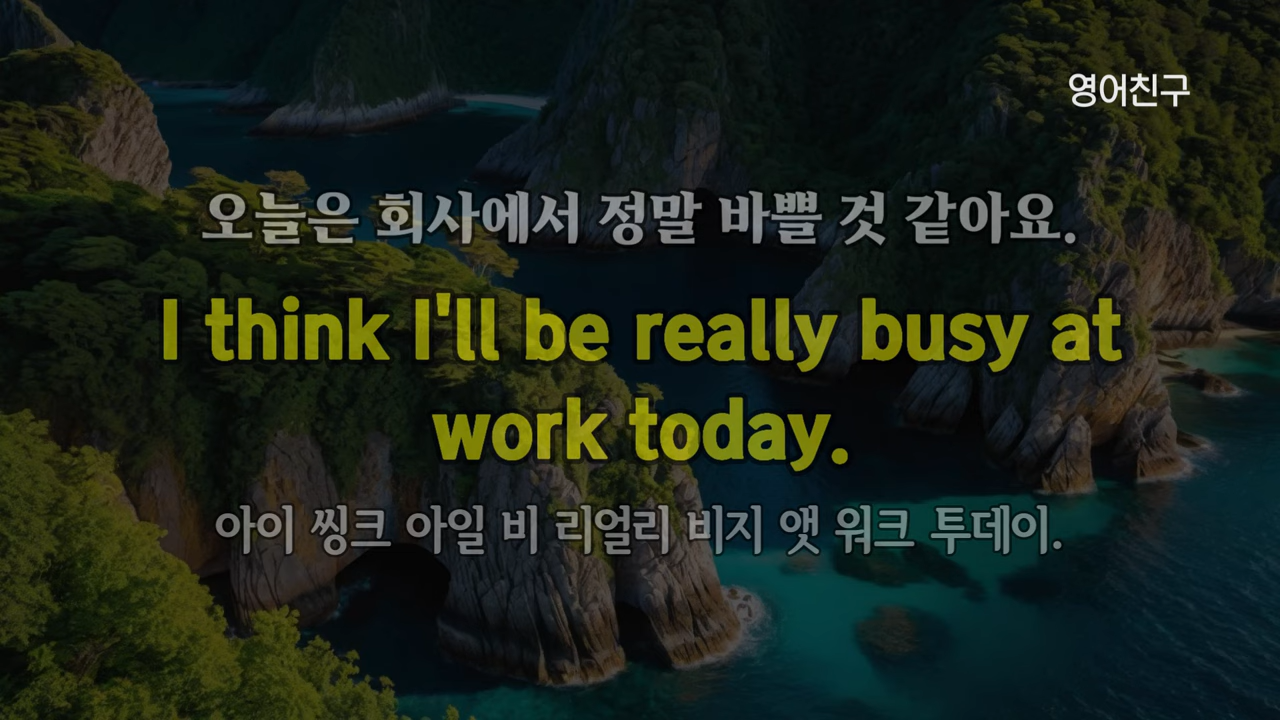 영어친구
오늘은 회사에서 정말 바쁠 것 같아요.
I think I'll be really busy at
work today.
아이 씽크 아일 비 리얼리 비지 앳 워크 투데이.